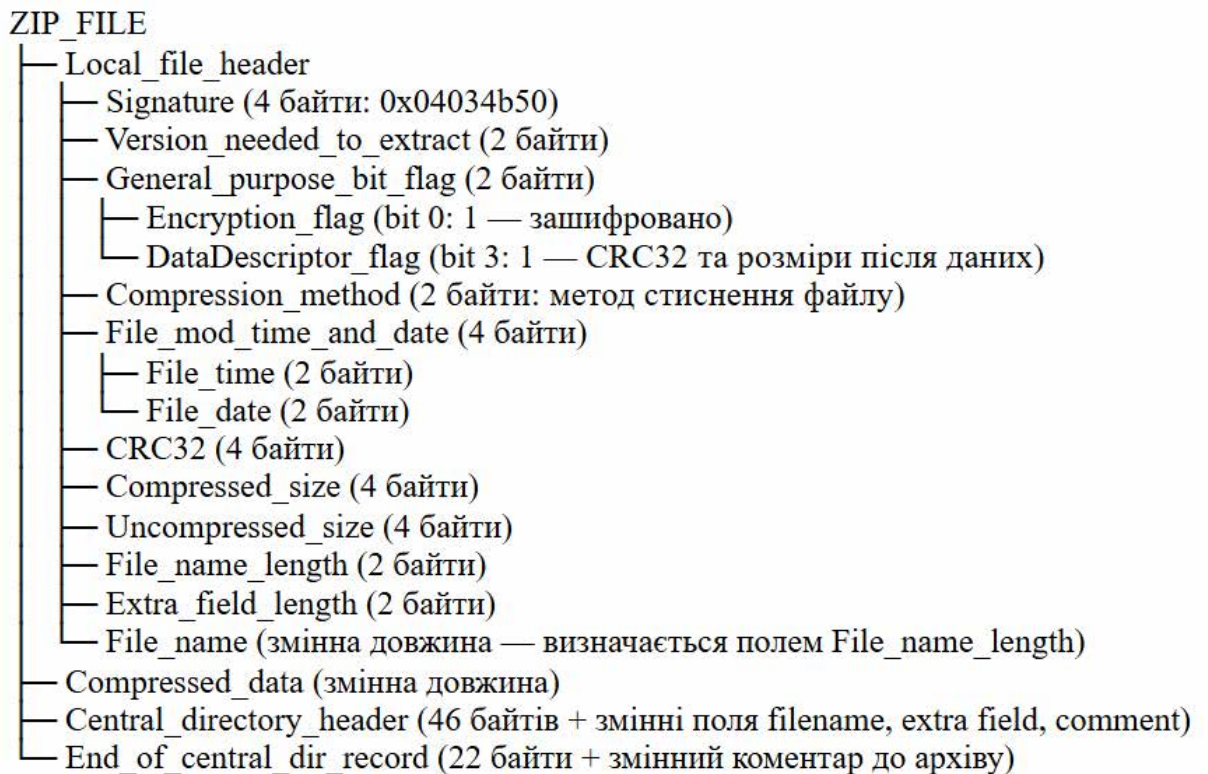 ZIP_FILE
Local_file_header
Signature (4 байти: 0x04034b50)
Version_needed_to_extract (2 байти)
General_purpose_bit_flag (2 байти)
Encryption_flag (bit 0: 1 — зашифровано)
DataDescriptor_flag (bit 3: 1 — CRC32 та розміри після даних)
Compression_method (2 байти: метод стиснення файлу)
File_mod_time_and_date (4 байти)
File_time (2 байти)
File_date (2 байти)
CRC32 (4 байти)
Compressed_size (4 байти)
Uncompressed_size (4 байти)
File_name_length (2 байти)
Extra_field_length (2 байти)
File_name (змінна довжина — визначається полем File_name_length)
Compressed_data (змінна довжина)
Central_directory_header (46 байтів + змінні поля filename, extra field, comment)
End_of_central_dir_record (22 байти + змінний коментар до архіву)